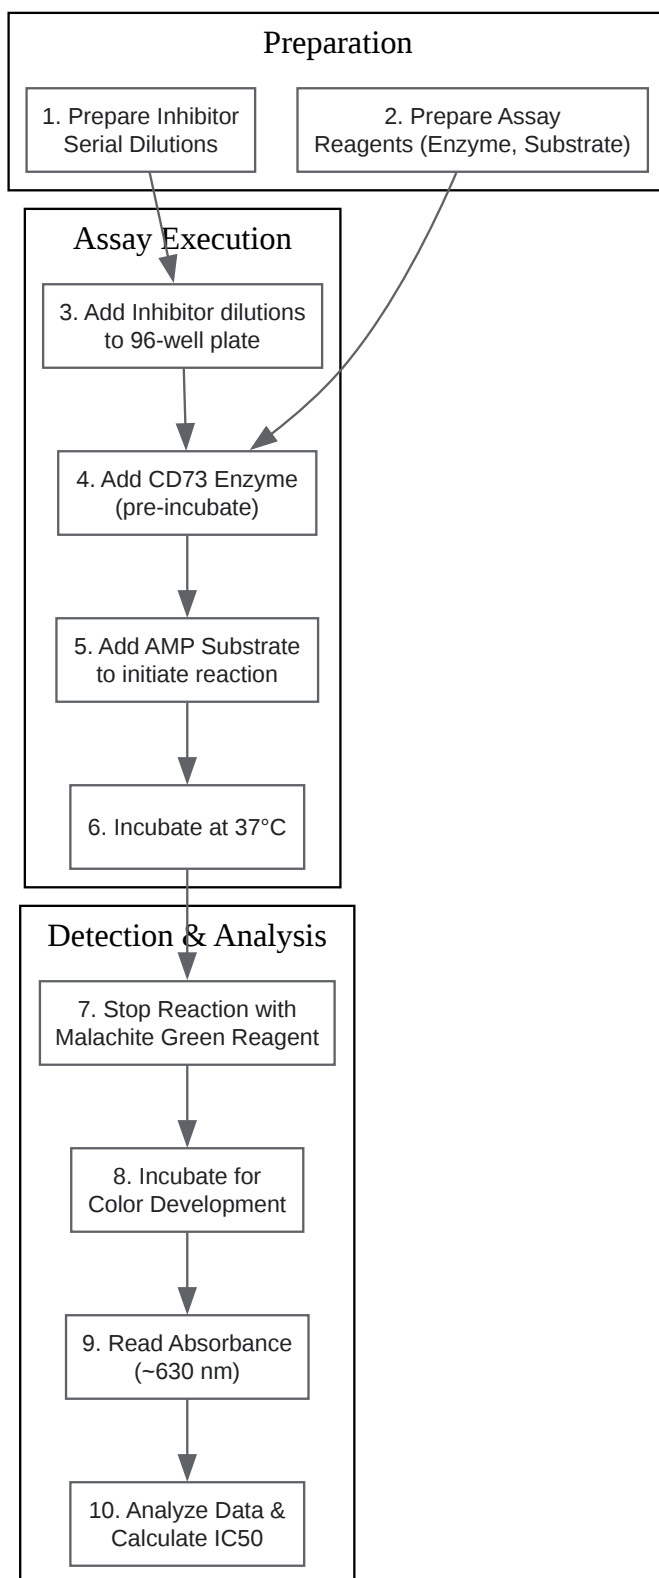 Preparation
1. Prepare Inhibitor
Serial Dilutions
2. Prepare Assay
Reagents (Enzyme, Substrate)
Assay Execution
3. Add Inhibitor dilutions
to 96-well plate
4. Add CD73 Enzyme
(pre-incubate)
5. Add AMP Substrate
to initiate reaction
6. Incubate at 37°C
Detection & Analysis
7. Stop Reaction with
Malachite Green Reagent
8. Incubate for
Color Development
9. Read Absorbance
(~630 nm)
10. Analyze Data &
Calculate IC50